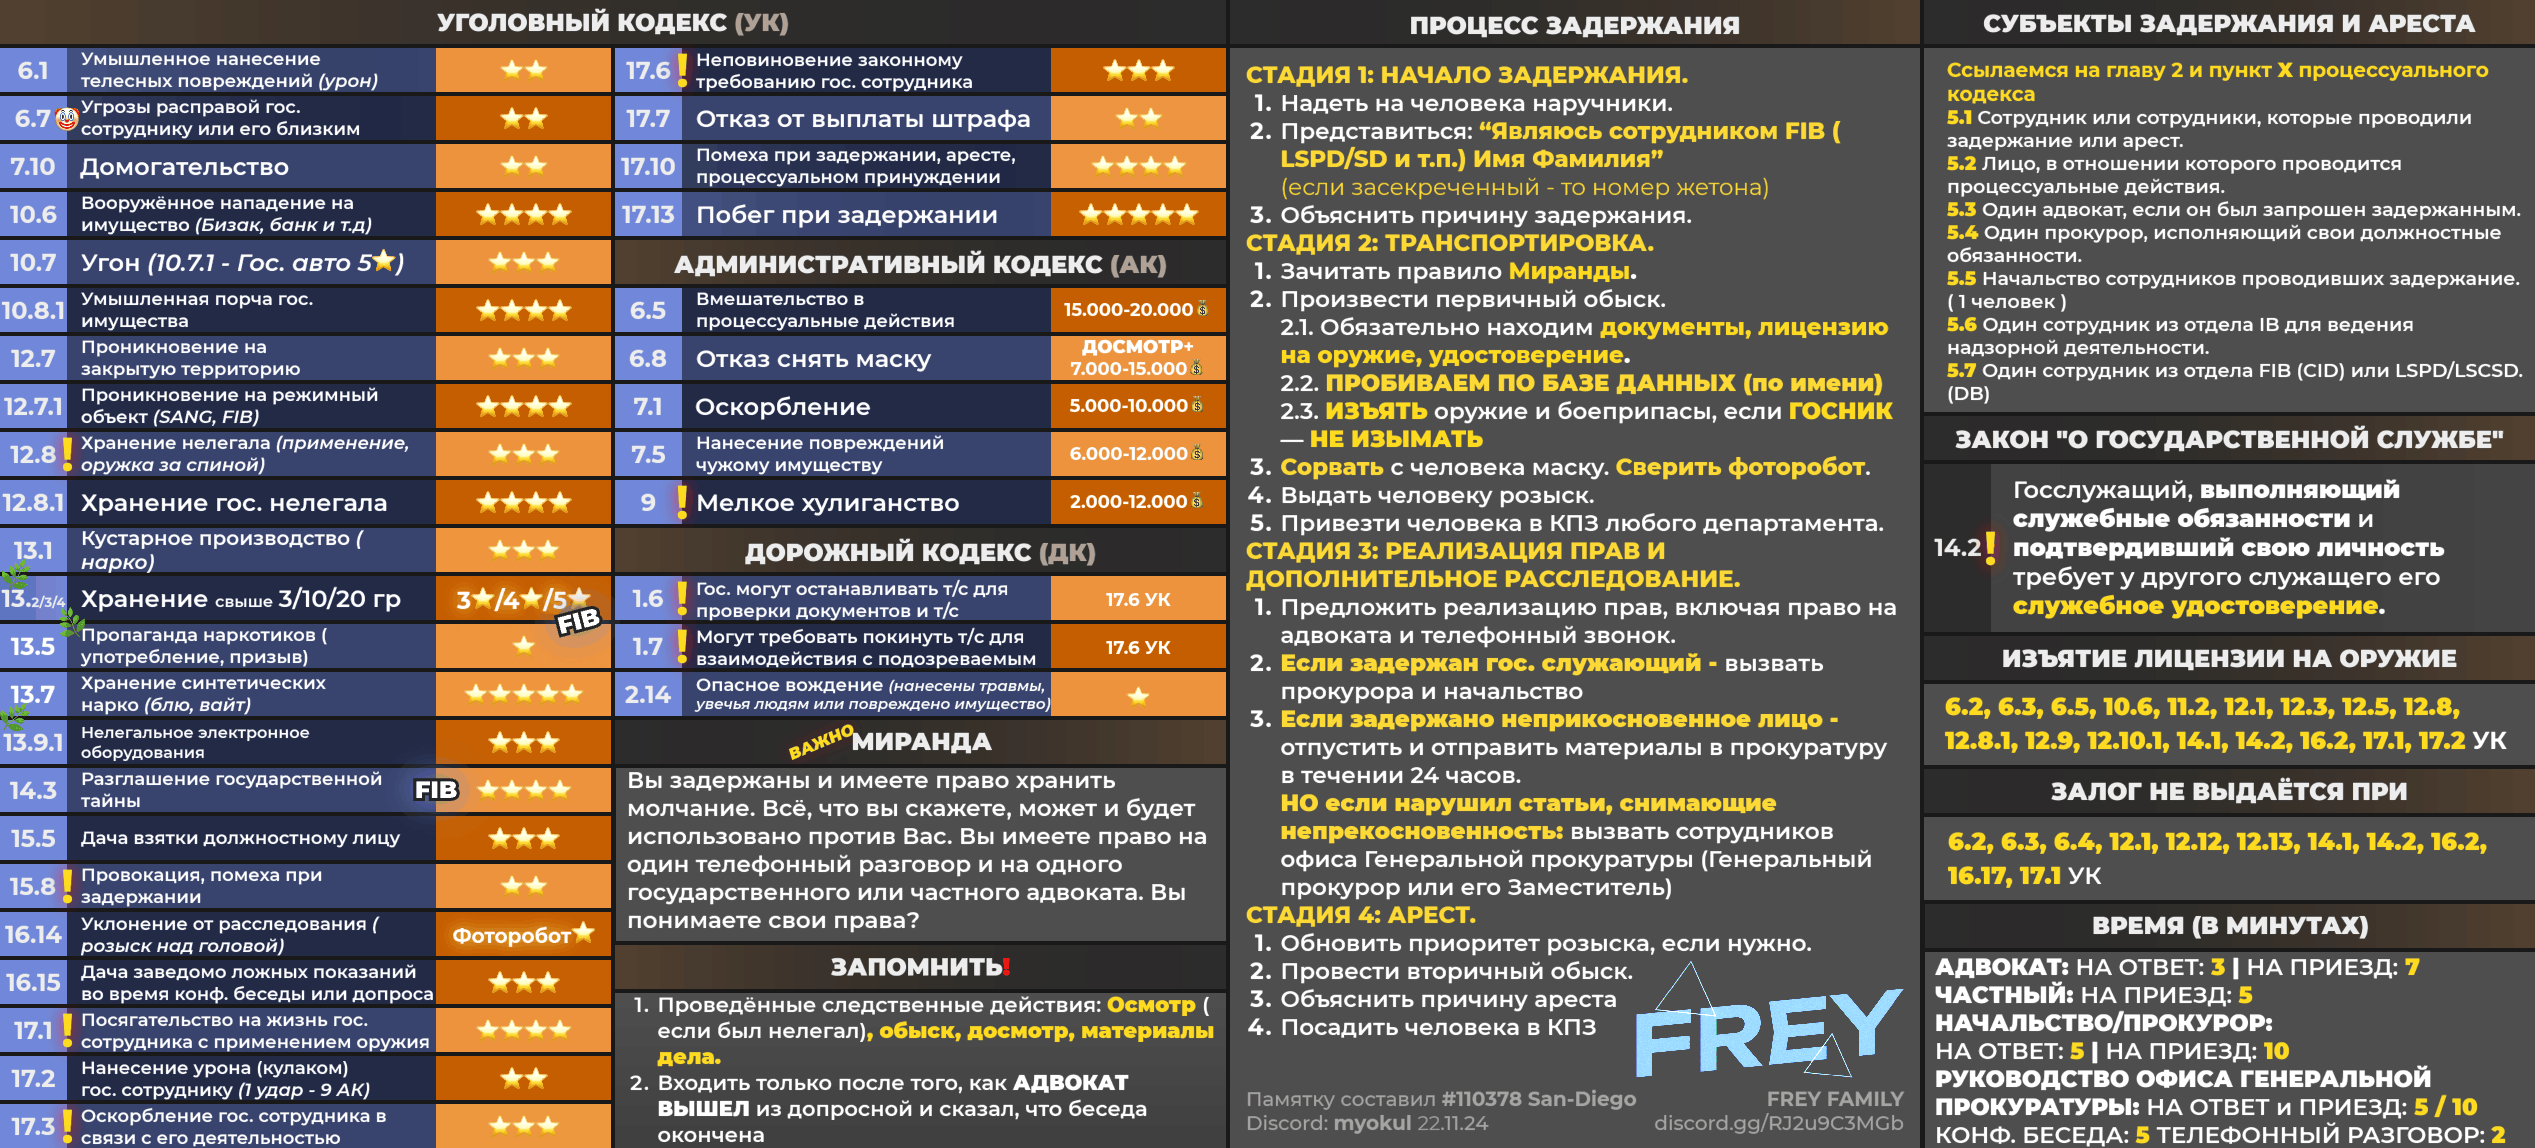 УГОЛОВНЫЙ КОДЕКС (УК)
6.1
Умышленное нанесение
телесных повреждений (урон)
6.7
Угрозы расправой гос.
сотруднику или его близким
7.10
Домогательство
10.6
Вооружённое нападение на
имущество (Бизак, банк и т.д)
10.7
Угон (10.7.1 - Гос. авто 5⭐)
10.8.1
Умышленная порча гос.
имущества
12.7
Проникновение на
закрытую территорию
12.7.1
Проникновение на режимный
объект (SANG, FIB)
12.8
Хранение нелегала (применение,
оружка за спиной)
12.8.1
Хранение гос. нелегала
13.1
Кустарное производство (
нарко)
13.2/3/4
Хранение свыше 3/10/20 гр
3⭐/4⭐/5⭐
FIB
13.5
Пропаганда наркотиков (
употребление, призыв)
13.7
Хранение синтетических
нарко (блю, вайт)
13.9.1
Нелегальное электронное
оборудования
14.3
Разглашение государственной
тайны
FIB
15.5
Дача взятки должностному лицу
15.8
Провокация, помеха при
задержании
16.14
Уклонение от расследования (
розыск над головой)
Фоторобот⭐
16.15
Дача заведомо ложных показаний
во время конф. беседы или допроса
17.1
Посягательство на жизнь гос.
сотрудника с применением оружия
17.2
Нанесение урона (кулаком)
гос. сотруднику (1 удар - 9 АК)
17.3
Оскорбление гос. сотрудника в
связи с его деятельностью
17.6
Неповиновение законному
требованию гос. сотрудника
17.7
Отказ от выплаты штрафа
17.10
Помеха при задержании, аресте,
процессуальном принуждении
17.13
Побег при задержании
АДМИНИСТРАТИВНЫЙ КОДЕКС (АК)
6.5
Вмешательство в
процессуальные действия
15.000-20.000
6.8
Отказ снять маску
ДОСМОТР+
7.000-15.000
7.1
Оскорбление
5.000-10.000
7.5
Нанесение повреждений
чужому имуществу
6.000-12.000
9
Мелкое хулиганство
2.000-12.000
ДОРОЖНЫЙ КОДЕКС (ДК)
1.6
Гос. могут останавливать т/с для
проверки документов и т/с
17.6 УК
1.7
Могут требовать покинуть т/с для
взаимодействия с подозреваемым
17.6 УК
2.14
Опасное вождение (нанесены травмы,
увечья людям или повреждено имущество)
ВАЖНО
МИРАНДА
Вы задержаны и имеете право хранить
молчание. Всё, что вы скажете, может и будет
использовано против Вас. Вы имеете право на
один телефонный разговор и на одного
государственного или частного адвоката. Вы
понимаете свои права?
ЗАПОМНИТЬ!
1. Проведённые следственные действия: Осмотр (
если был нелегал), обыск, досмотр, материалы
дела.
2. Входить только после того, как АДВОКАТ
ВЫШЕЛ из допросной и сказал, что беседа
окончена
ПРОЦЕСС ЗАДЕРЖАНИЯ
СТАДИЯ 1: НАЧАЛО ЗАДЕРЖАНИЯ.
1. Надеть на человека наручники.
2. Представиться: “Являюсь сотрудником FIB (
LSPD/SD и т.п.) Имя Фамилия”
(если засекреченный - то номер жетона)
3. Объяснить причину задержания.
СТАДИЯ 2: ТРАНСПОРТИРОВКА.
1. Зачитать правило Миранды.
2. Произвести первичный обыск.
2.1. Обязательно находим документы, лицензию
на оружие, удостоверение.
2.2. ПРОБИВАЕМ ПО БАЗЕ ДАННЫХ (по имени)
2.3. ИЗЪЯТЬ оружие и боеприпасы, если ГОСНИК
— НЕ ИЗЫМАТЬ
3. Сорвать с человека маску. Сверить фоторобот.
4. Выдать человеку розыск.
5. Привезти человека в КПЗ любого департамента.
СТАДИЯ 3: РЕАЛИЗАЦИЯ ПРАВ И
ДОПОЛНИТЕЛЬНОЕ РАССЛЕДОВАНИЕ.
1. Предложить реализацию прав, включая право на
адвоката и телефонный звонок.
2. Если задержан гос. служающий - вызвать
прокурора и начальство
3. Если задержано неприкосновенное лицо -
отпустить и отправить материалы в прокуратуру
в течении 24 часов.
НО если нарушил статьи, снимающие
непрекосновенность: вызвать сотрудников
офиса Генеральной прокуратуры (Генеральный
прокурор или его Заместитель)
СТАДИЯ 4: АРЕСТ.
1. Обновить приоритет розыска, если нужно.
2. Провести вторичный обыск.
3. Объяснить причину ареста
4. Посадить человека в КПЗ
FREY
Памятку составил #110378 San-Diego
Discord: myokul 22.11.24
FREY FAMILY
discord.gg/RJ2u9C3MGb
СУБЪЕКТЫ ЗАДЕРЖАНИЯ И АРЕСТА
Ссылаемся на главу 2 и пункт X процессуального
кодекса
5.1 Сотрудник или сотрудники, которые проводили
задержание или арест.
5.2 Лицо, в отношении которого проводится
процессуальные действия.
5.3 Один адвокат, если он был запрошен задержанным.
5.4 Один прокурор, исполняющий свои должностные
обязанности.
5.5 Начальство сотрудников проводивших задержание.
( 1 человек )
5.6 Один сотрудник из отдела IB для ведения
надзорной деятельности.
5.7 Один сотрудник из отдела FIB (CID) или LSPD/LSCSD.
(DB)
ЗАКОН "О ГОСУДАРСТВЕННОЙ СЛУЖБЕ"
14.2
Госслужащий, выполняющий
служебные обязанности и
подтвердивший свою личность
требует у другого служащего его
служебное удостоверение.
ИЗЪЯТИЕ ЛИЦЕНЗИИ НА ОРУЖИЕ
6.2, 6.3, 6.5, 10.6, 11.2, 12.1, 12.3, 12.5, 12.8,
12.8.1, 12.9, 12.10.1, 14.1, 14.2, 16.2, 17.1, 17.2 УК
ЗАЛОГ НЕ ВЫДАЁТСЯ ПРИ
6.2, 6.3, 6.4, 12.1, 12.12, 12.13, 14.1, 14.2, 16.2,
16.17, 17.1 УК
ВРЕМЯ (В МИНУТАХ)
АДВОКАТ: НА ОТВЕТ: 3 | НА ПРИЕЗД: 7
ЧАСТНЫЙ: НА ПРИЕЗД: 5
НАЧАЛЬСТВО/ПРОКУРОР:
НА ОТВЕТ: 5 | НА ПРИЕЗД: 10
РУКОВОДСТВО ОФИСА ГЕНЕРАЛЬНОЙ
ПРОКУРАТУРЫ: НА ОТВЕТ и ПРИЕЗД: 5 / 10
КОНФ. БЕСЕДА: 5 ТЕЛЕФОННЫЙ РАЗГОВОР: 2